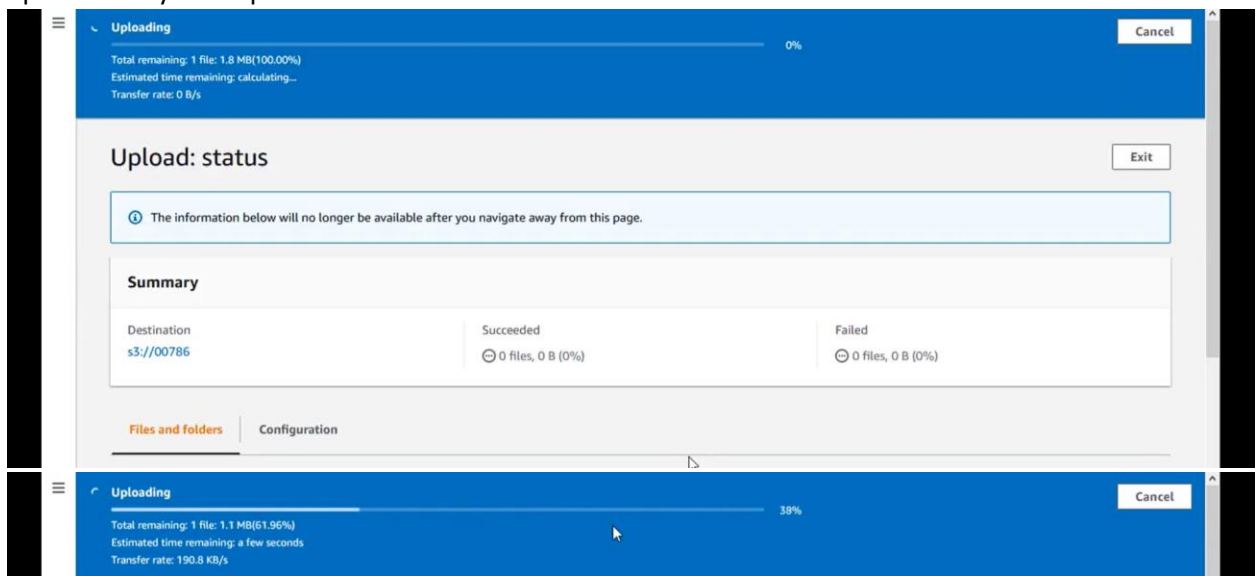 Uploading
Cancel
0%
Total remaining: 1 file: 1.8 MB(100.00%)
Estimated time remaining: calculating...
Transfer rate: 0 B/s
Upload: status
Exit
The information below will no longer be available after you navigate away from this page.
Summary
Destination
Succeeded
Failed
s3://00786
0 files, 0 B (0%)
0 files, 0 B (0%)
Files and folders
Configuration
Uploading
Cancel
38%
Total remaining: 1 file: 1.1 MB(61.96%)
Estimated time remaining: a few seconds
Transfer rate: 190.8 KB/s